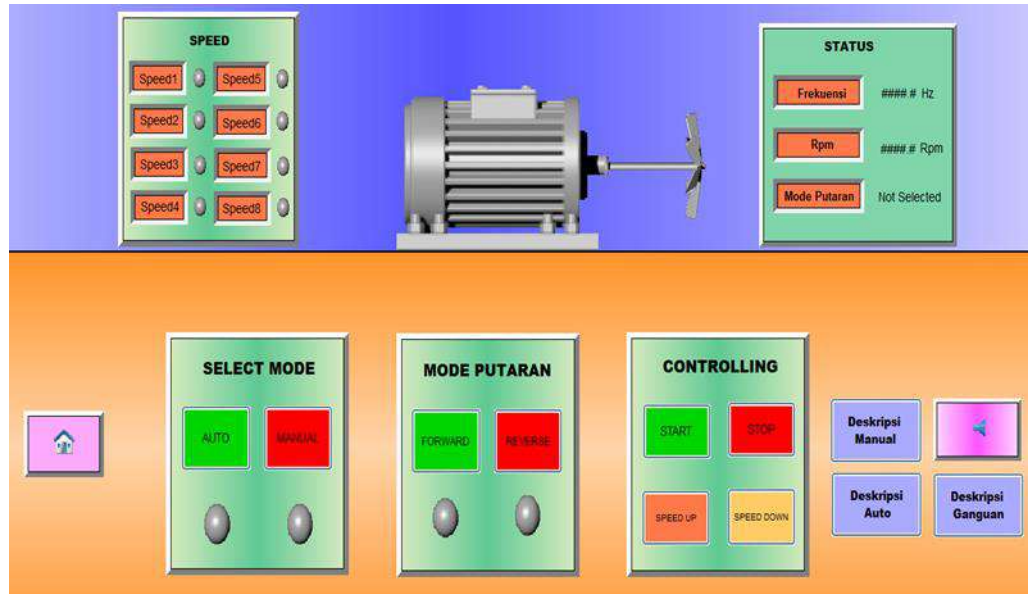 SPEED
Speed1 Speed5
Speed2 Speed6
Speed3 Speed7
Speed4 Speed8
STATUS
Frekuensi ####.# Hz
Rpm ####.# Rpm
Mode Putaran Not Selected
SELECT MODE
AUTO MANUAL
MODE PUTARAN
FORWARD REVERSE
CONTROLLING
START STOP
SPEED UP SPEED DOWN
Deskripsi
Manual
Deskripsi
Auto
Deskripsi
Ganguan